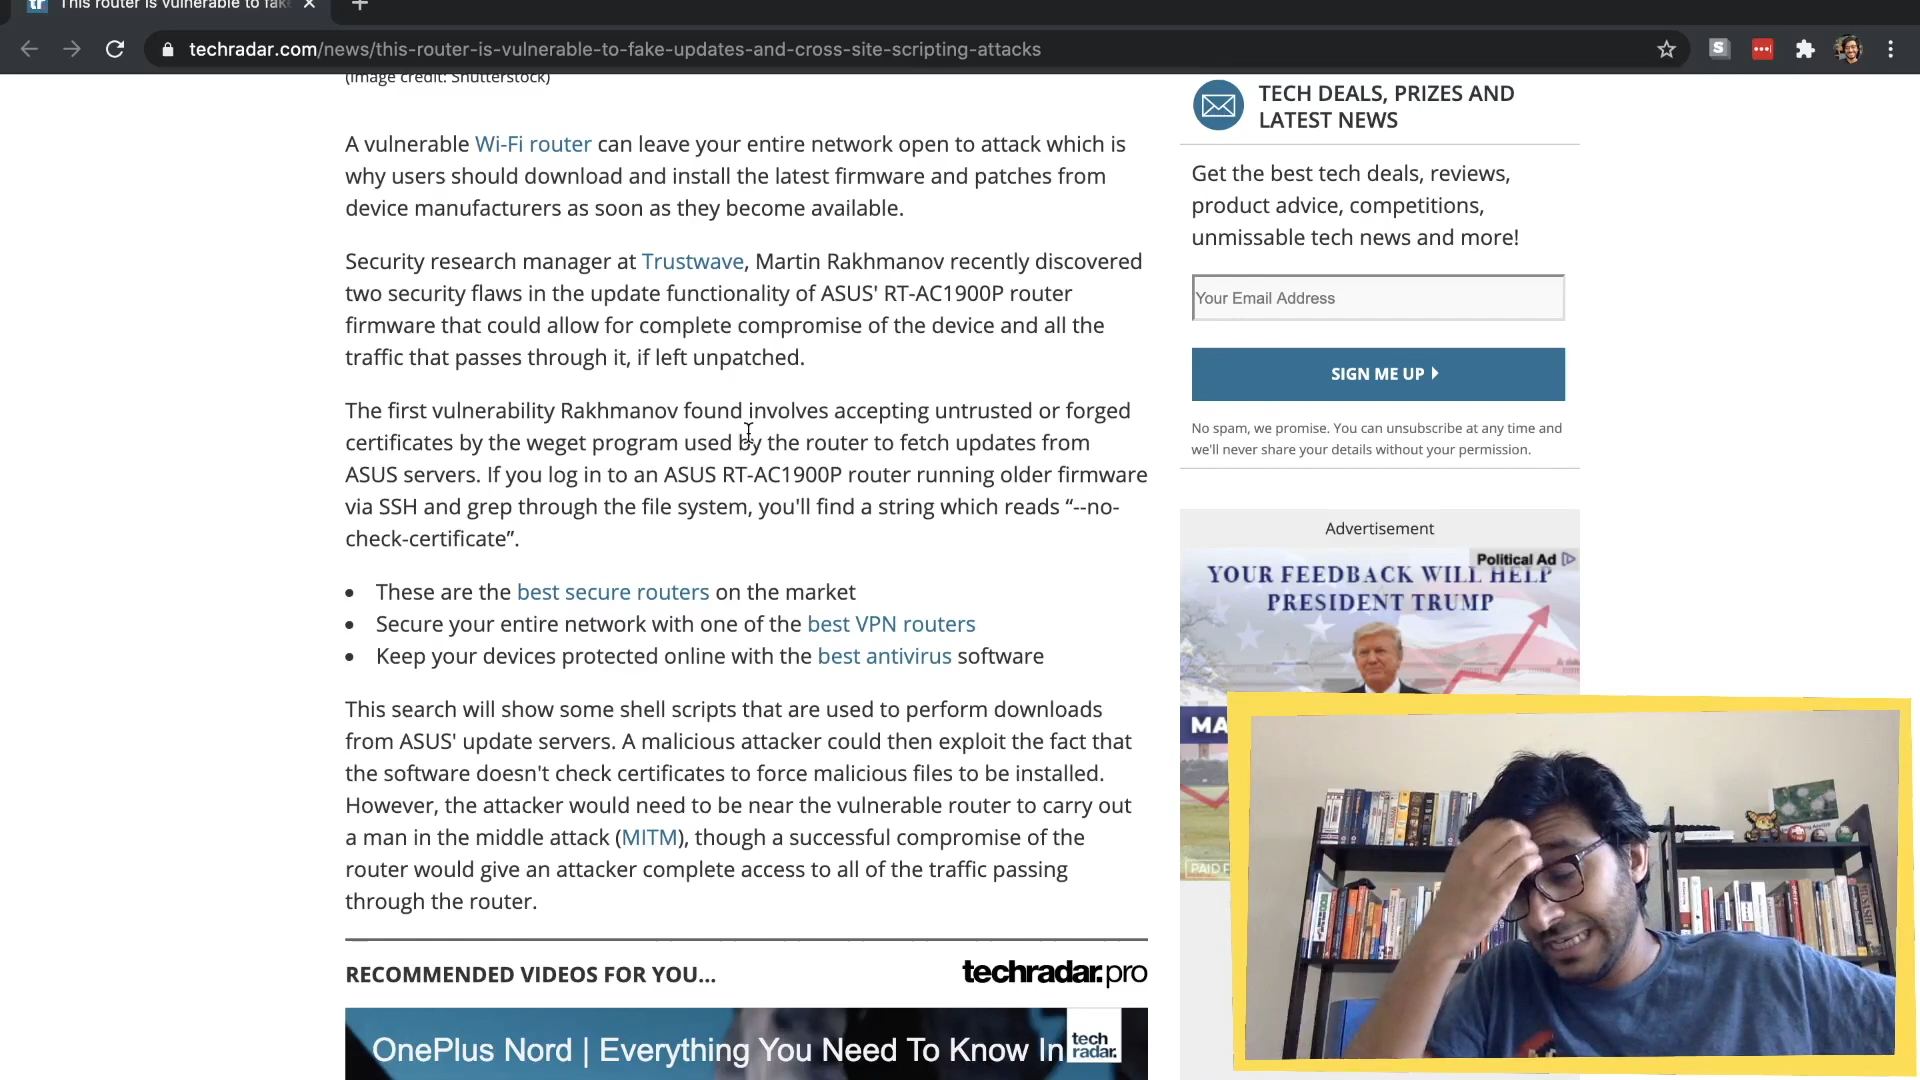 tr This router is vulnerable to fake
techradar.com/news/this-router-is-vulnerable-to-fake-updates-and-cross-site-scripting-attacks
S
(Image credit: Shutterstock)
A vulnerable Wi-Fi router can leave your entire network open to attack which is
why users should download and install the latest firmware and patches from
device manufacturers as soon as they become available.
Security research manager at Trustwave, Martin Rakhmanov recently discovered
two security flaws in the update functionality of ASUS' RT-AC1900P router
firmware that could allow for complete compromise of the device and all the
traffic that passes through it, if left unpatched.
The first vulnerability Rakhmanov found involves accepting untrusted or forged
certificates by the weget program used by the router to fetch updates from
ASUS servers. If you log in to an ASUS RT-AC1900P router running older firmware
via SSH and grep through the file system, you'll find a string which reads “--no-
check-certificate”.
• These are the best secure routers on the market
• Secure your entire network with one of the best VPN routers
• Keep your devices protected online with the best antivirus software
This search will show some shell scripts that are used to perform downloads
from ASUS' update servers. A malicious attacker could then exploit the fact that
the software doesn't check certificates to force malicious files to be installed.
However, the attacker would need to be near the vulnerable router to carry out
a man in the middle attack (MITM), though a successful compromise of the
router would give an attacker complete access to all of the traffic passing
through the router.
RECOMMENDED VIDEOS FOR YOU...
techradar.pro
OnePlus Nord | Everything You Need To Know In
tech
radar.
TECH DEALS, PRIZES AND
LATEST NEWS
Get the best tech deals, reviews,
product advice, competitions,
unmissable tech news and more!
Your Email Address
SIGN ME UP
No spam, we promise. You can unsubscribe at any time and
we'll never share your details without your permission.
Advertisement
Political Ad
YOUR FEEDBACK WILL HELP
PRESIDENT TRUMP
MA
PAID